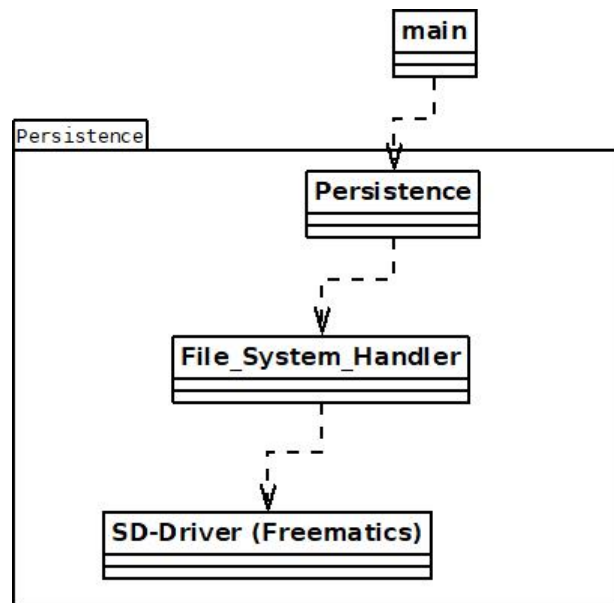 main
Persistence
Persistence
File_System_Handler
SD-Driver (Freematics)